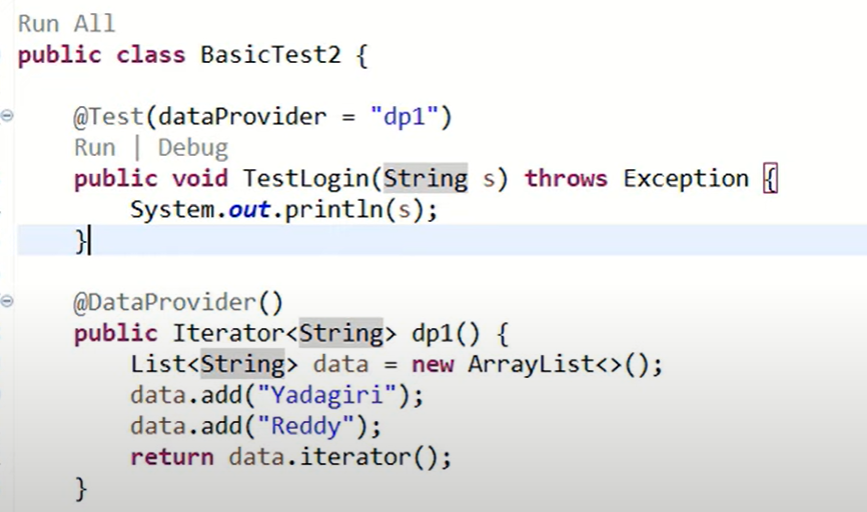 Run All
public class BasicTest2 {
@Test(dataProvider = "dp1")
Run | Debug
public void TestLogin(String s) throws Exception {
System.out.println(s);
}
@DataProvider()
public Iterator<String> dp1() {
List<String> data = new ArrayList<>();
data.add("Yadagiri");
data.add("Reddy");
return data.iterator();
}